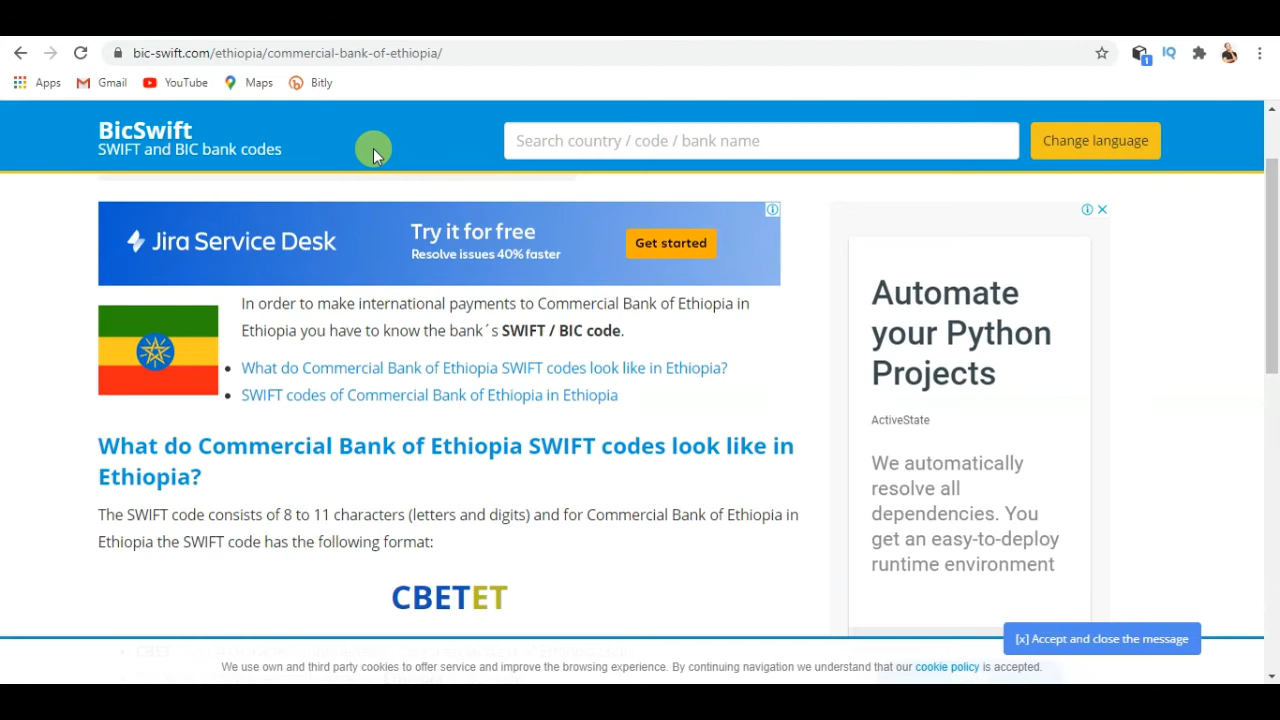 bic-swift.com/ethiopia/commercial-bank-of-ethiopia/
1
IQ
Apps
Gmail
YouTube
Maps
Bitly
BicSwift
SWIFT and BIC bank codes
Search country / code / bank name
Change language
Jira Service Desk
Try it for free
Resolve issues 40% faster
Get started
In order to make international payments to Commercial Bank of Ethiopia in
Ethiopia you have to know the bank´s SWIFT / BIC code.
What do Commercial Bank of Ethiopia SWIFT codes look like in Ethiopia?
SWIFT codes of Commercial Bank of Ethiopia in Ethiopia
What do Commercial Bank of Ethiopia SWIFT codes look like in
Ethiopia?
The SWIFT code consists of 8 to 11 characters (letters and digits) and for Commercial Bank of Ethiopia in
Ethiopia the SWIFT code has the following format:
CBETET
Automate
your Python
Projects
ActiveState
We automatically
resolve all
dependencies. You
get an easy-to-deploy
runtime environment
[x] Accept and close the message
We use own and third party cookies to offer service and improve the browsing experience. By continuing navigation we understand that our cookie policy is accepted.